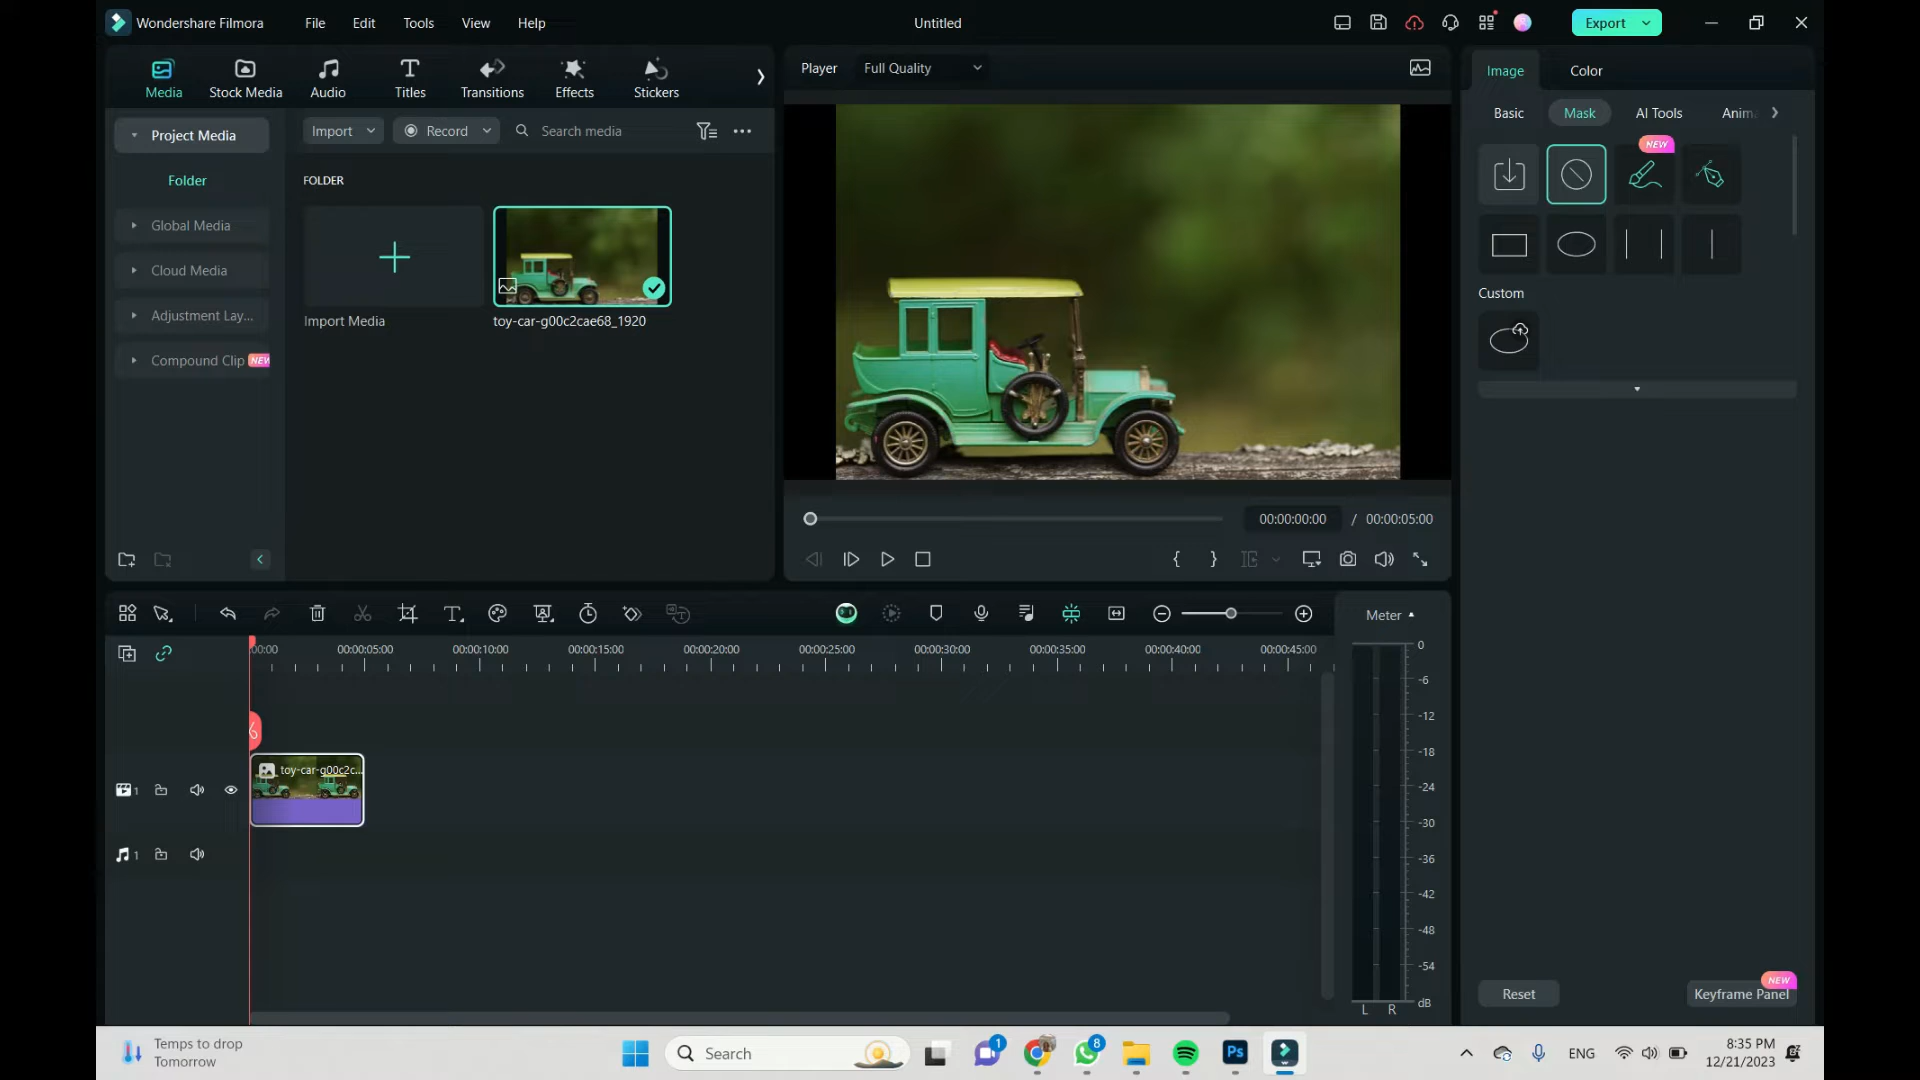 Wondershare Filmora
File
Edit
Tools
View
Help
Untitled
Export
Media
Stock Media
Audio
Titles
Transitions
Effects
Stickers
Player
Full Quality
Image
Color
Project Media
Import
Record
Search media
Basic
Mask
AI Tools
Anim
NEW
Folder
FOLDER
Global Media
Cloud Media
Adjustment Lay...
Compound Clip
NEW
Import Media
toy-car-g00c2cae68_1920
Custom
00:00:00:00 / 00:00:05:00
Meter
00:00
00:00:05:00
00:00:10:00
00:00:15:00
00:00:20:00
00:00:25:00
00:00:30:00
00:00:35:00
00:00:40:00
00:00:45:00
0
-6
-12
-18
-24
-30
-36
-42
-48
-54
dB
L
R
toy-car-g00c2c...
1
1
Reset
Keyframe Panel
NEW
Temps to drop
Tomorrow
Search
1
8
Ps
ENG
8:35 PM
12/21/2023